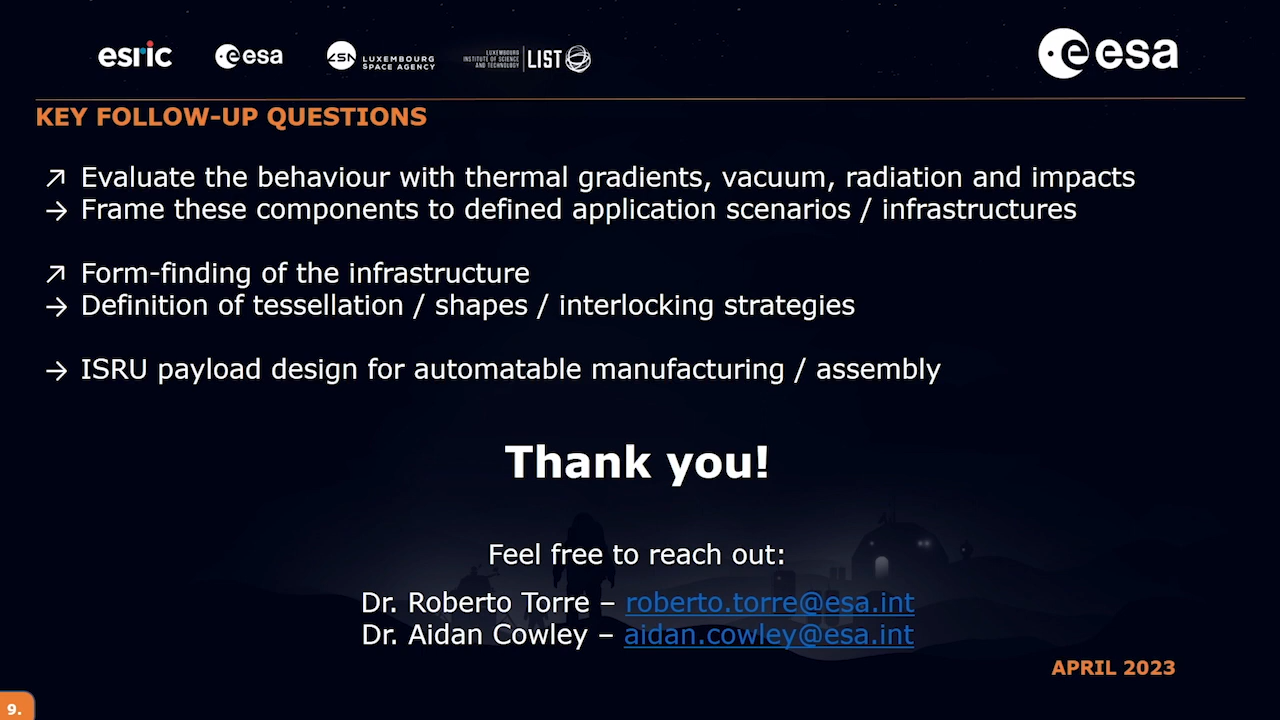 esric
esa
LUXEMBOURG
SPACE AGENCY
LUXEMBOURG
INSTITUTE OF SCIENCE
AND TECHNOLOGY
LIST
esa
KEY FOLLOW-UP QUESTIONS
↗ Evaluate the behaviour with thermal gradients, vacuum, radiation and impacts
→ Frame these components to defined application scenarios / infrastructures
↗ Form-finding of the infrastructure
→ Definition of tessellation / shapes / interlocking strategies
→ ISRU payload design for automatable manufacturing / assembly
Thank you!
Feel free to reach out:
Dr. Roberto Torre – roberto.torre@esa.int
Dr. Aidan Cowley – aidan.cowley@esa.int
APRIL 2023
9.